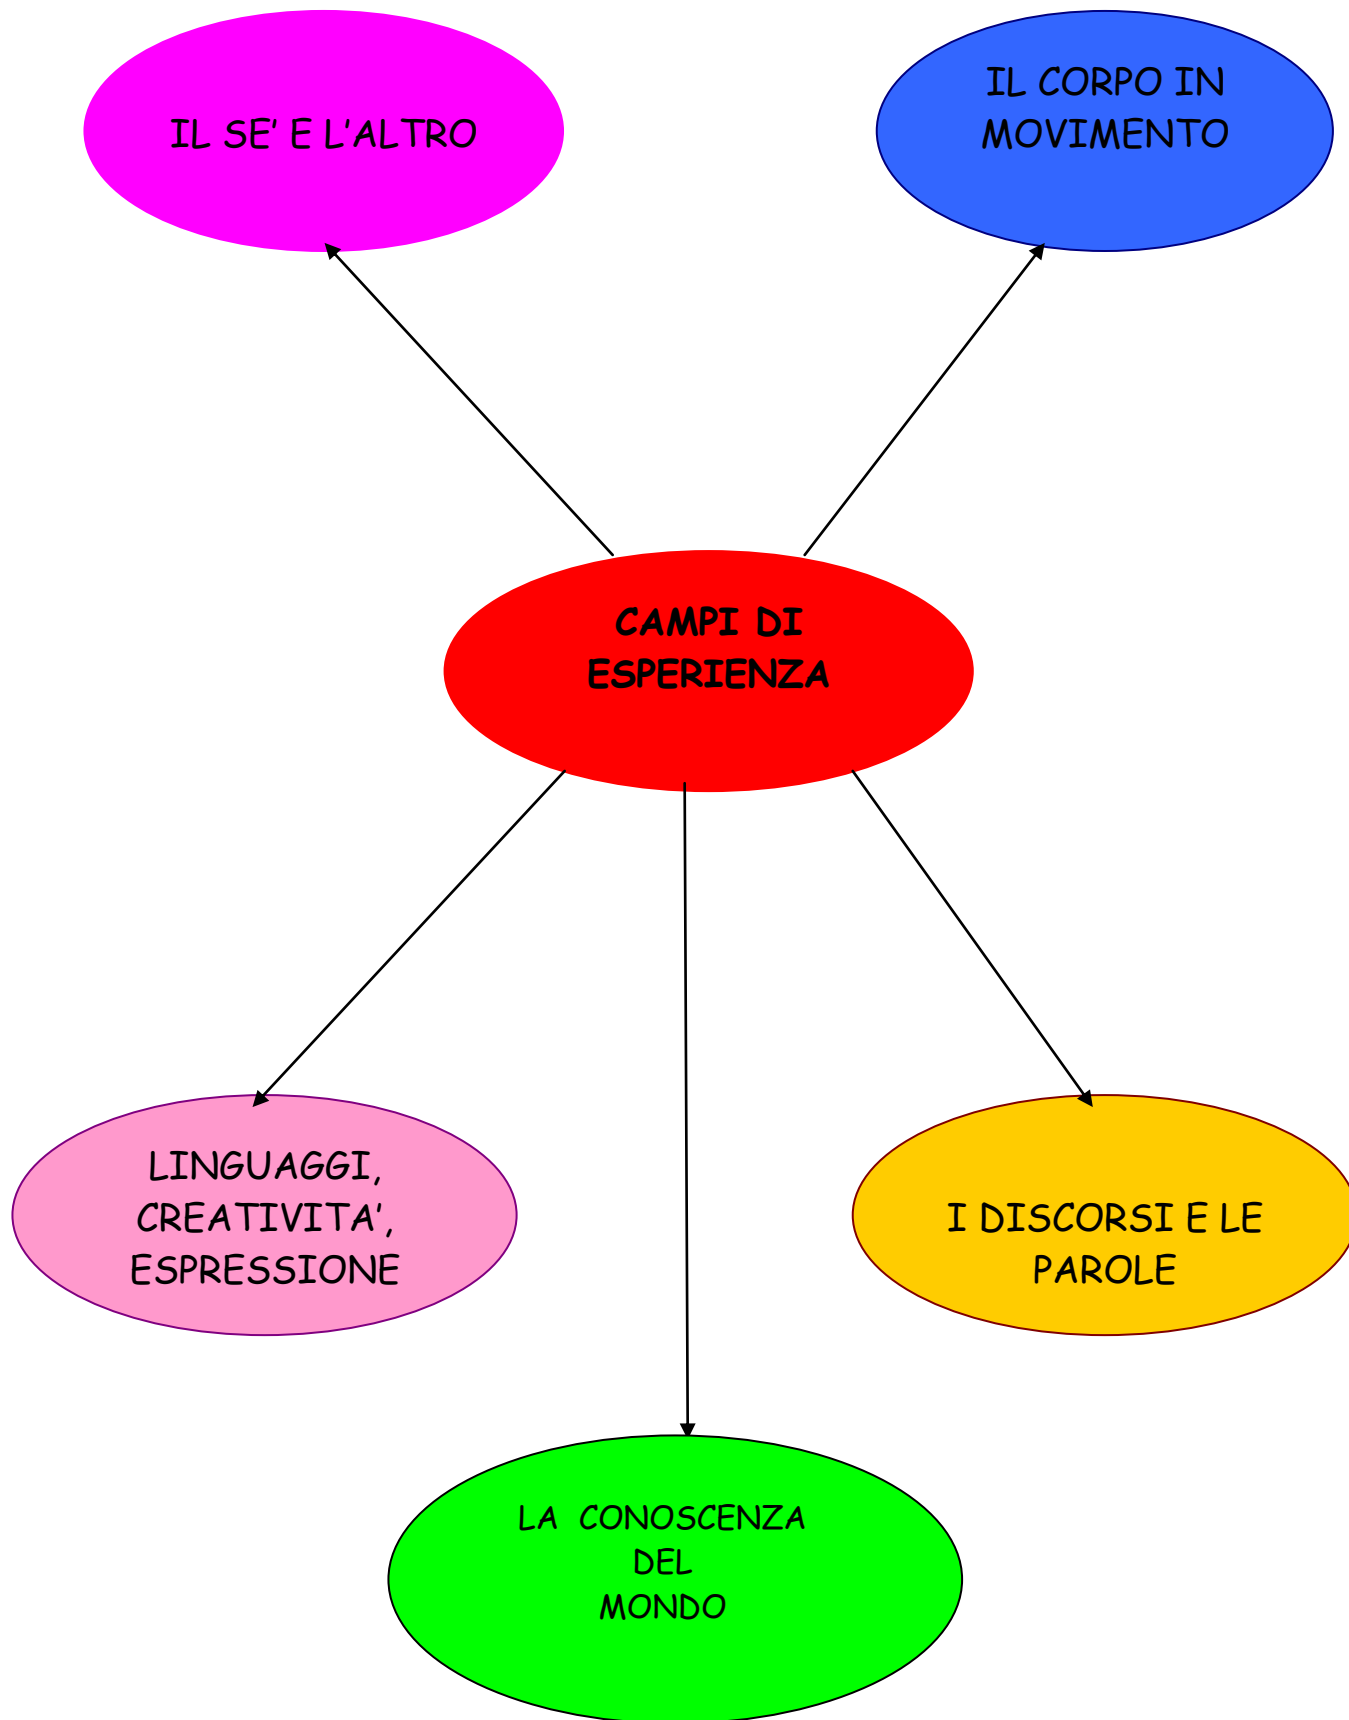 IL SE’ E L’ALTRO
IL CORPO IN
MOVIMENTO
CAMPI DI
ESPERIENZA
LINGUAGGI,
CREATIVITA’,
ESPRESSIONE
I DISCORSI E LE
PAROLE
LA CONOSCENZA
DEL
MONDO